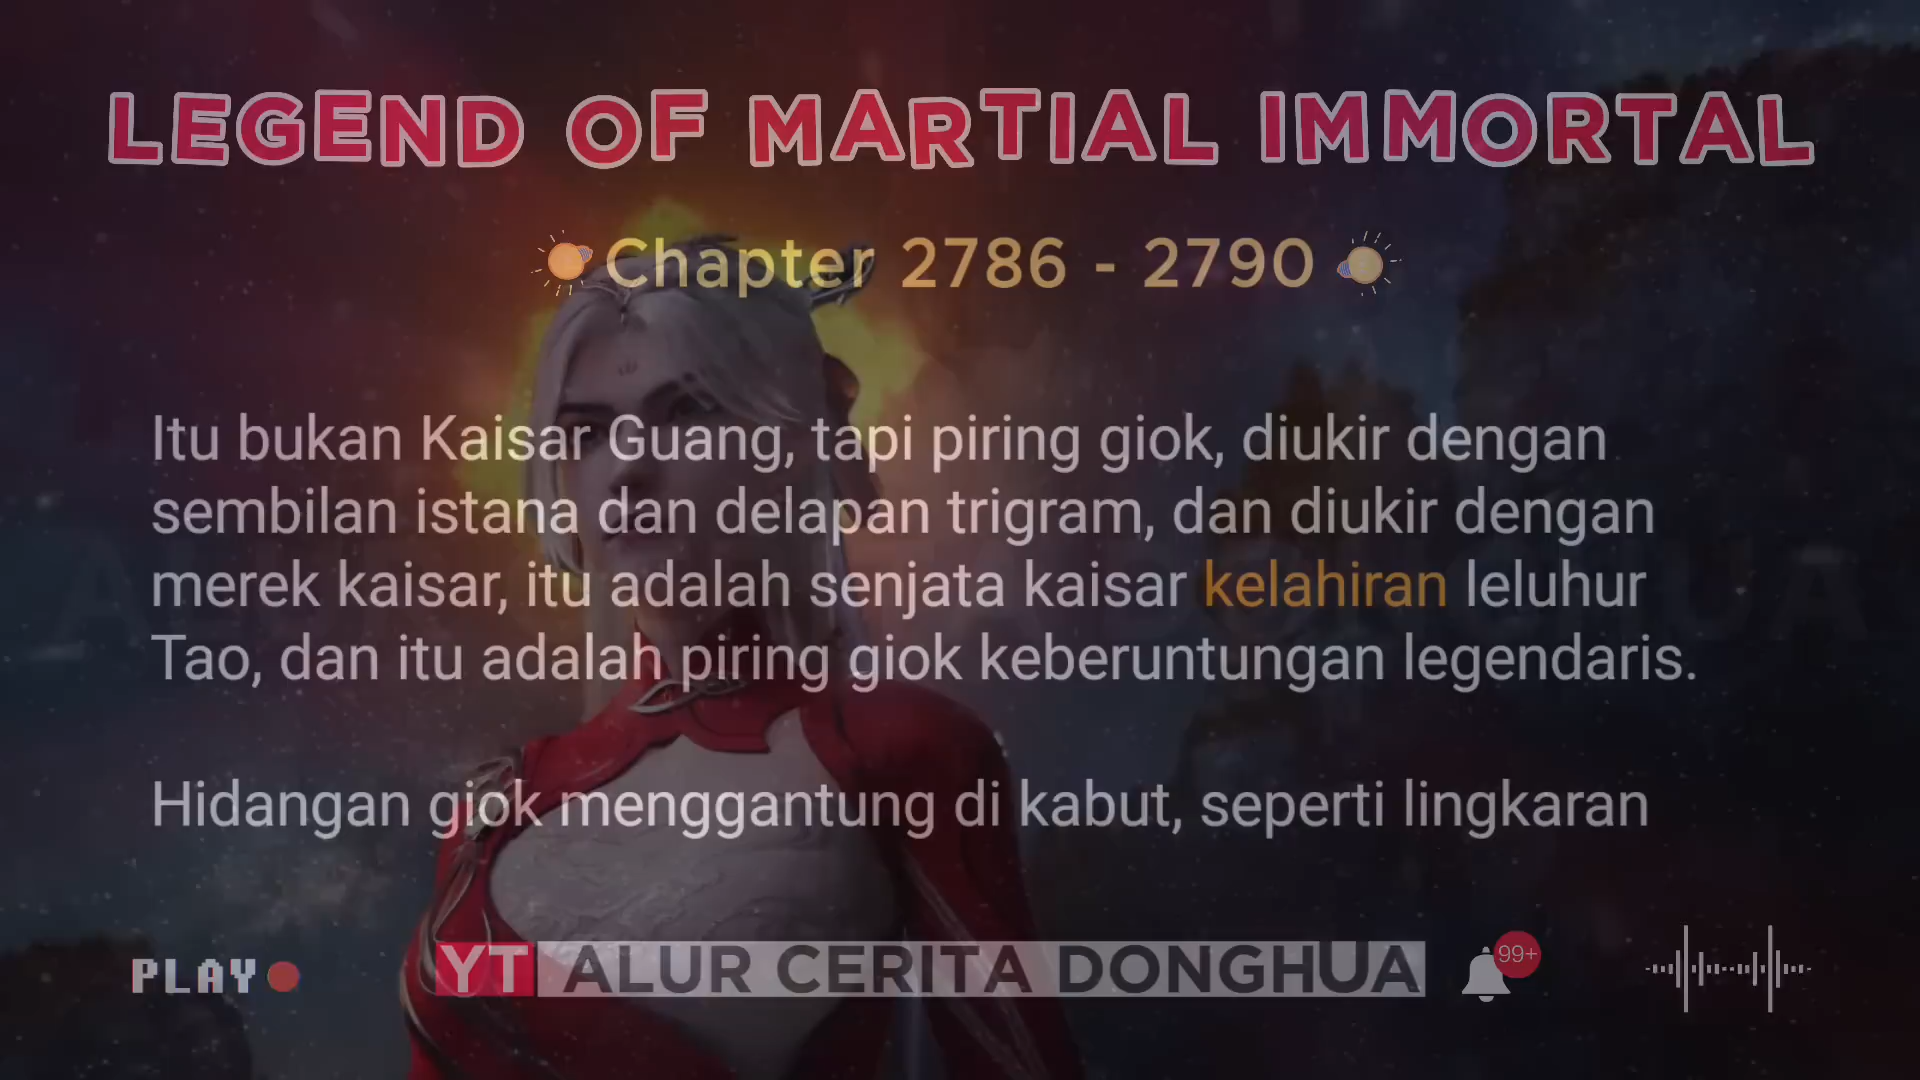 LEGEND OF MARTIAL IMMORTAL
Chapter 2786 - 2790
Itu bukan Kaisar Guang, tapi piring giok, diukir dengan
sembilan istana dan delapan trigram, dan diukir dengan
merek kaisar, itu adalah senjata kaisar kelahiran leluhur
Tao, dan itu adalah piring giok keberuntungan legendaris.
Hidangan giok menggantung di kabut, seperti lingkaran
PLAY
YT ALUR CERITA DONGHUA
99+